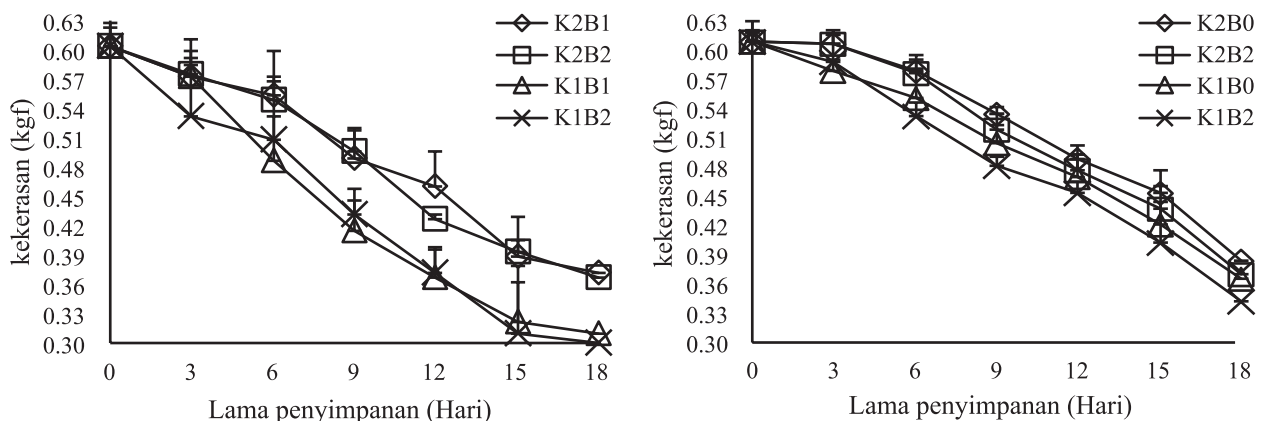 0.63
0.60
0.57
0.54
0.51
0.48
0.45
0.42
0.39
0.36
0.33
0.30
kekerasan (kgf)
K2B1
K2B2
K1B1
K1B2
0 3 6 9 12 15 18
Lama penyimpanan (Hari)
0.63
0.60
0.57
0.54
0.51
0.48
0.45
0.42
0.39
0.36
0.33
0.30
kekerasan (kgf)
K2B0
K2B2
K1B0
K1B2
0 3 6 9 12 15 18
Lama penyimpanan (Hari)